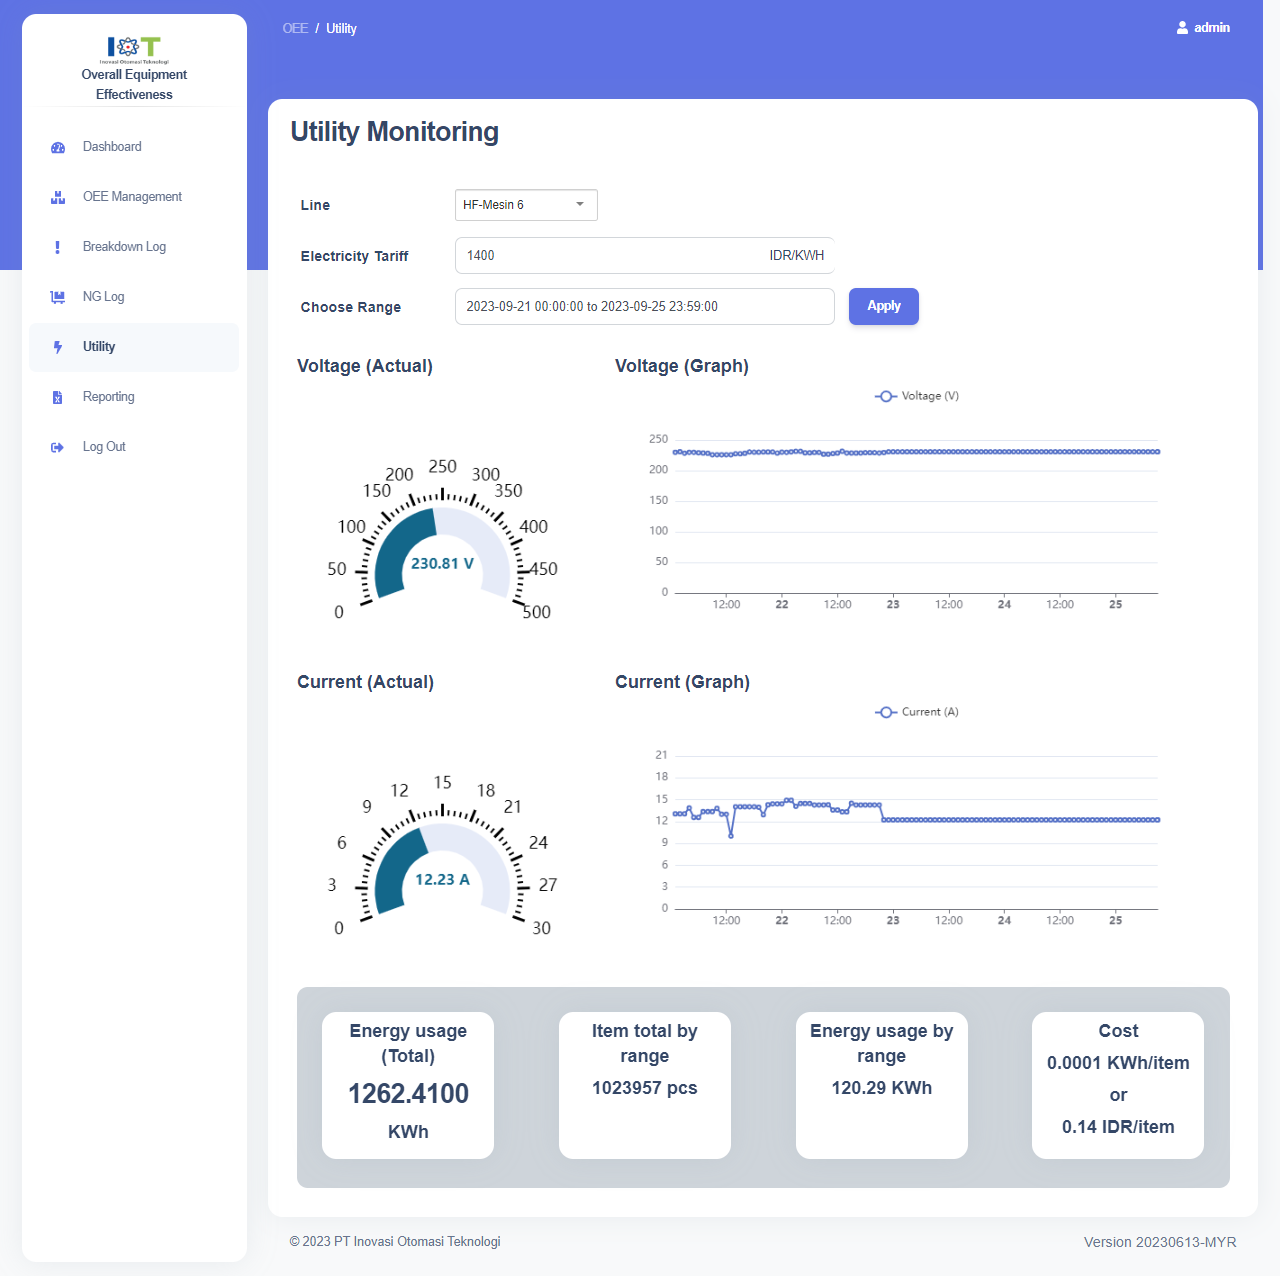 IOT
Inovasi Otomasi Teknologi
Overall Equipment
Effectiveness
Dashboard
OEE Management
Breakdown Log
NG Log
Utility
Reporting
Log Out
OEE / Utility
admin
Utility Monitoring
Line
HF-Mesin 6
Electricity Tariff
1400 IDR/KWH
Choose Range
2023-09-21 00:00:00 to 2023-09-25 23:59:00
Apply
Voltage (Actual)
0
50
100
150
200
250
300
350
400
450
500
230.81 V
Voltage (Graph)
Voltage (V)
250
200
150
100
50
0
12:00 22 12:00 23 12:00 24 12:00 25
Current (Actual)
0
3
6
9
12
15
18
21
24
27
30
12.23 A
Current (Graph)
Current (A)
21
18
15
12
9
6
3
0
12:00 22 12:00 23 12:00 24 12:00 25
Energy usage
(Total)
1262.4100
KWh
Item total by
range
1023957 pcs
Energy usage by
range
120.29 KWh
Cost
0.0001 KWh/item
or
0.14 IDR/item
© 2023 PT Inovasi Otomasi Teknologi
Version 20230613-MYR